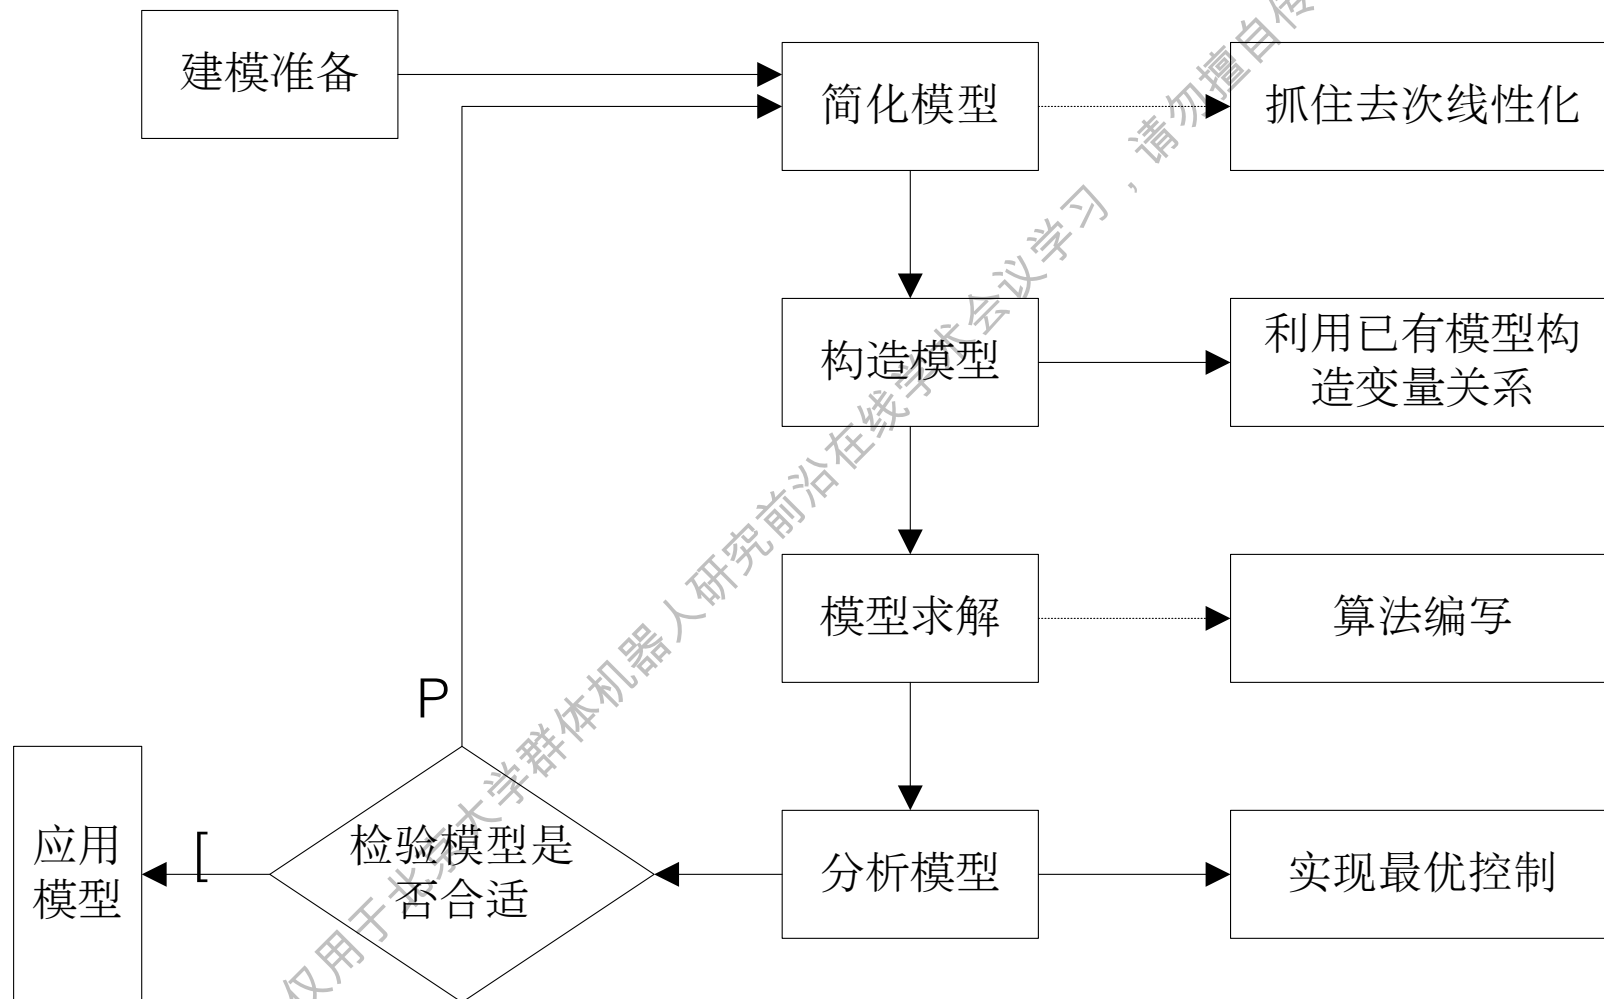 建模准备
简化模型
抓住去次线性化
构造模型
利用已有模型构
造变量关系
模型求解
算法编写
P
应用
模型
[
检验模型是
否合适
分析模型
实现最优控制
仅用于北京大学群体机器人研究前沿在线学术会议学习，请勿擅自传